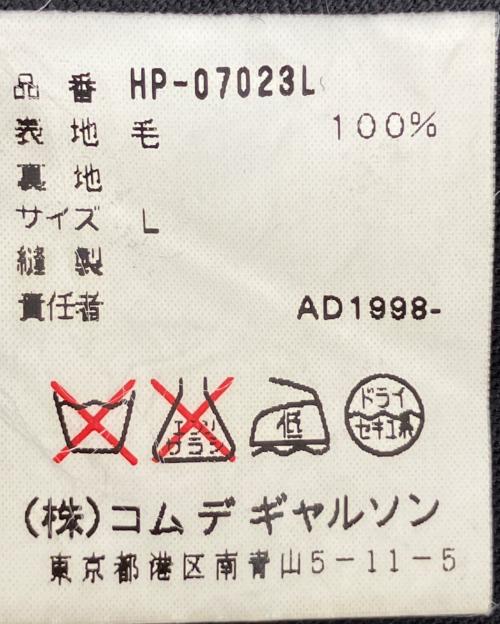 品番 HP-07023L
表地 毛 100%
裏地
サイズ L
縫製
責任者 AD1998-
エンソ サラシ 低 ドライ
セキユ系
(株)コムデギャルソン
東京都港区南青山5-11-5